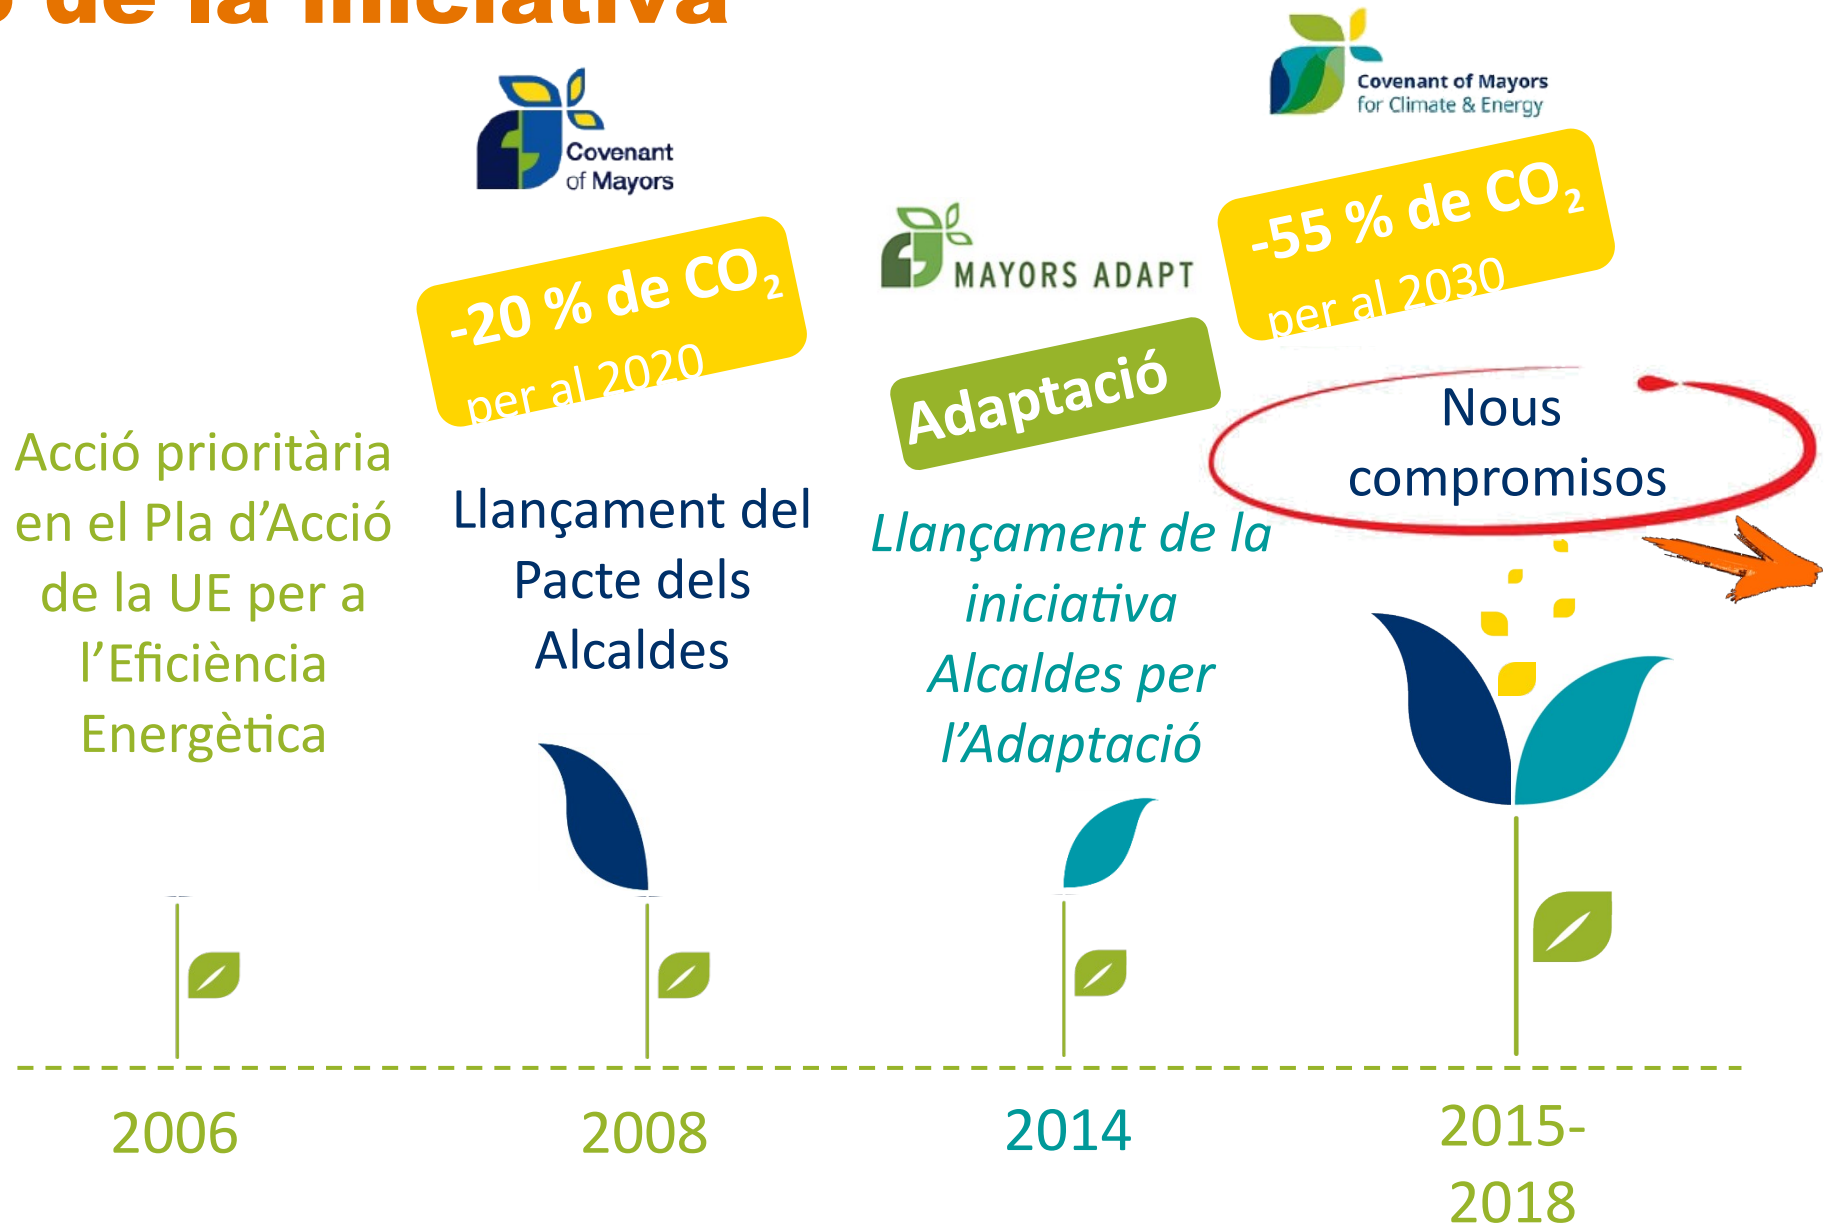 de la iniciativa
Covenant of Mayors
for Climate & Energy
Covenant
of Mayors
-55 % de CO₂
per al 2030
MAYORS ADAPT
-20 % de CO₂
per al 2020
Adaptació
Nous
compromisos
Acció prioritària
en el Pla d’Acció
de la UE per a
l’Eficiència
Energètica
Llançament del
Pacte dels
Alcaldes
Llançament de la
iniciativa
Alcaldes per
l’Adaptació
2006
2008
2014
2015-
2018